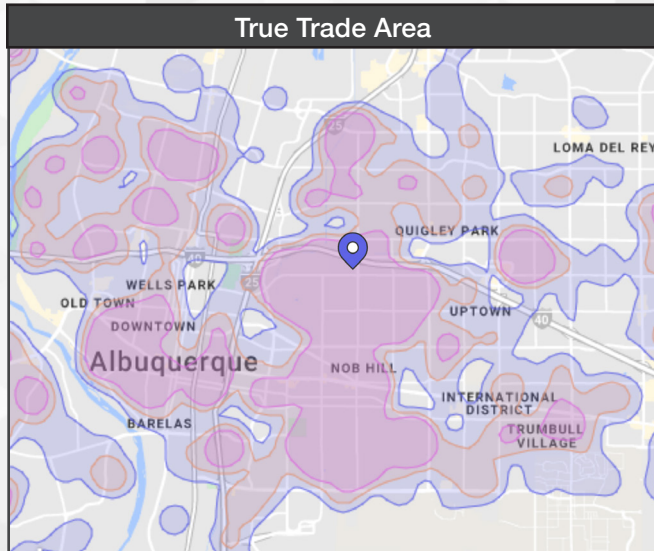 True Trade Area
25
LOMA DEL REY
QUIGLEY PARK
40
25
WELLS PARK
OLD TOWN
UPTOWN
40
DOWNTOWN
Albuquerque
NOB HILL
INTERNATIONAL
DISTRICT
BARELAS
TRUMBULL
VILLAGE